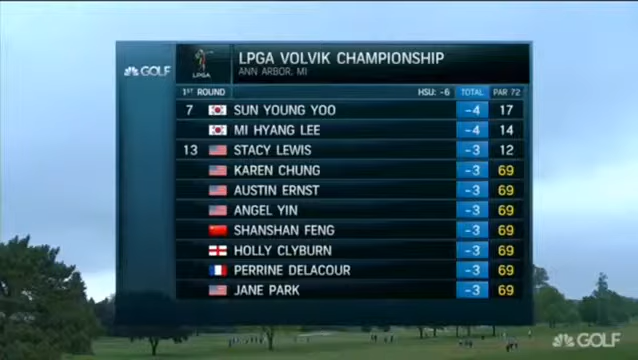 GOLF
LPGA
LPGA VOLVIK CHAMPIONSHIP
ANN ARBOR, MI
1ST ROUND HSU: -6 TOTAL PAR 72
7 SUN YOUNG YOO -4 17
MI HYANG LEE -4 14
13 STACY LEWIS -3 12
KAREN CHUNG -3 69
AUSTIN ERNST -3 69
ANGEL YIN -3 69
SHANSHAN FENG -3 69
HOLLY CLYBURN -3 69
PERRINE DELACOUR -3 69
JANE PARK -3 69
GOLF